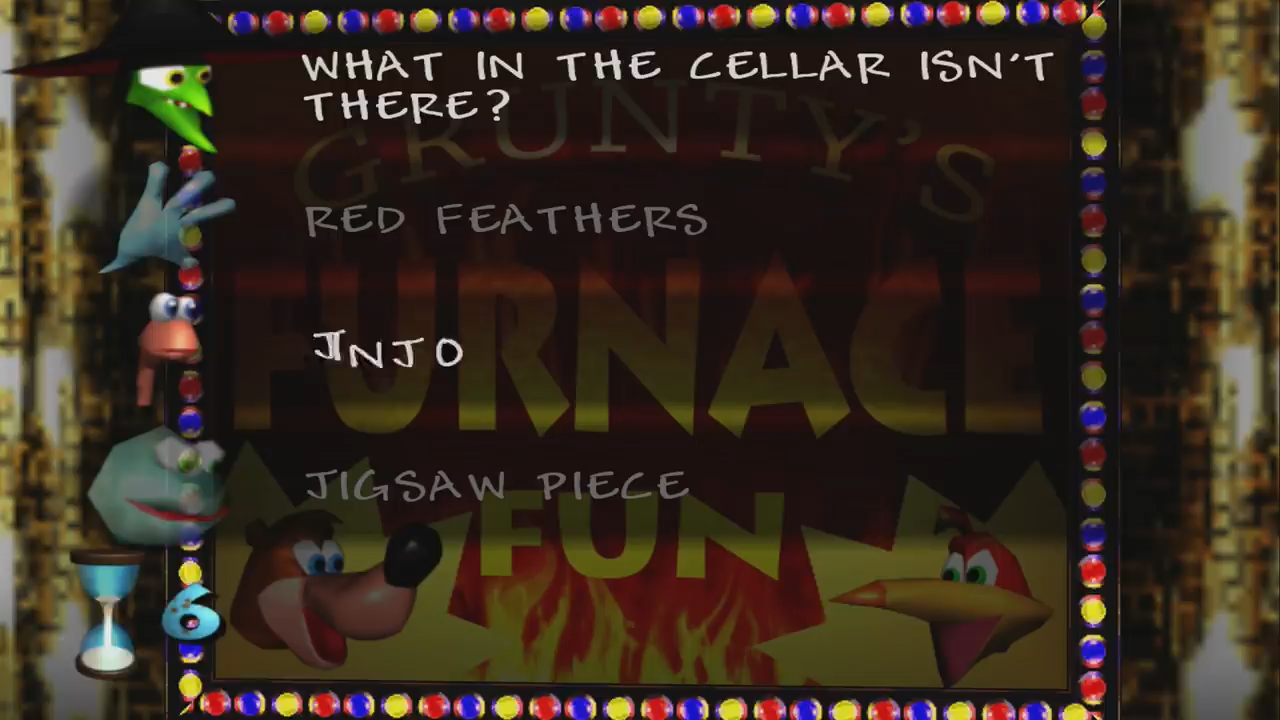 WHAT IN THE CELLAR ISN'T
THERE?
GRUNTY'S
RED FEATHERS
FURNACE
JINJO
JIGSAW PIECE
FUN
6